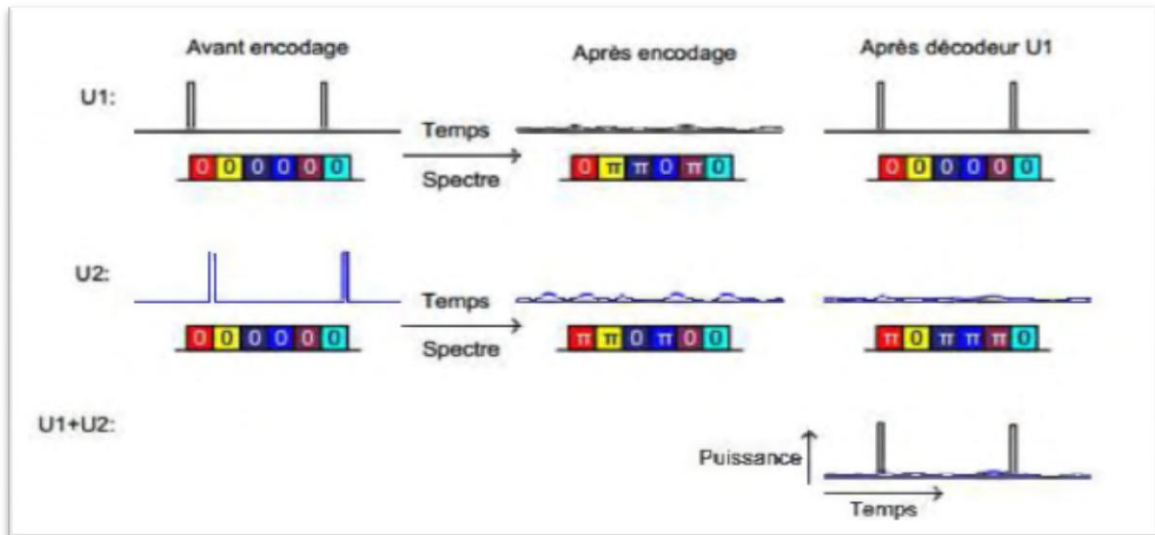 Avant encodage Après encodage Après décodeur U1
U1:
Temps
0 0 0 0 0 0 Spectre 0 π π 0 π 0 0 0 0 0 0 0
U2:
Temps
0 0 0 0 0 0 Spectre π π 0 π 0 0 π 0 π π π 0
U1+U2:
Puissance
Temps